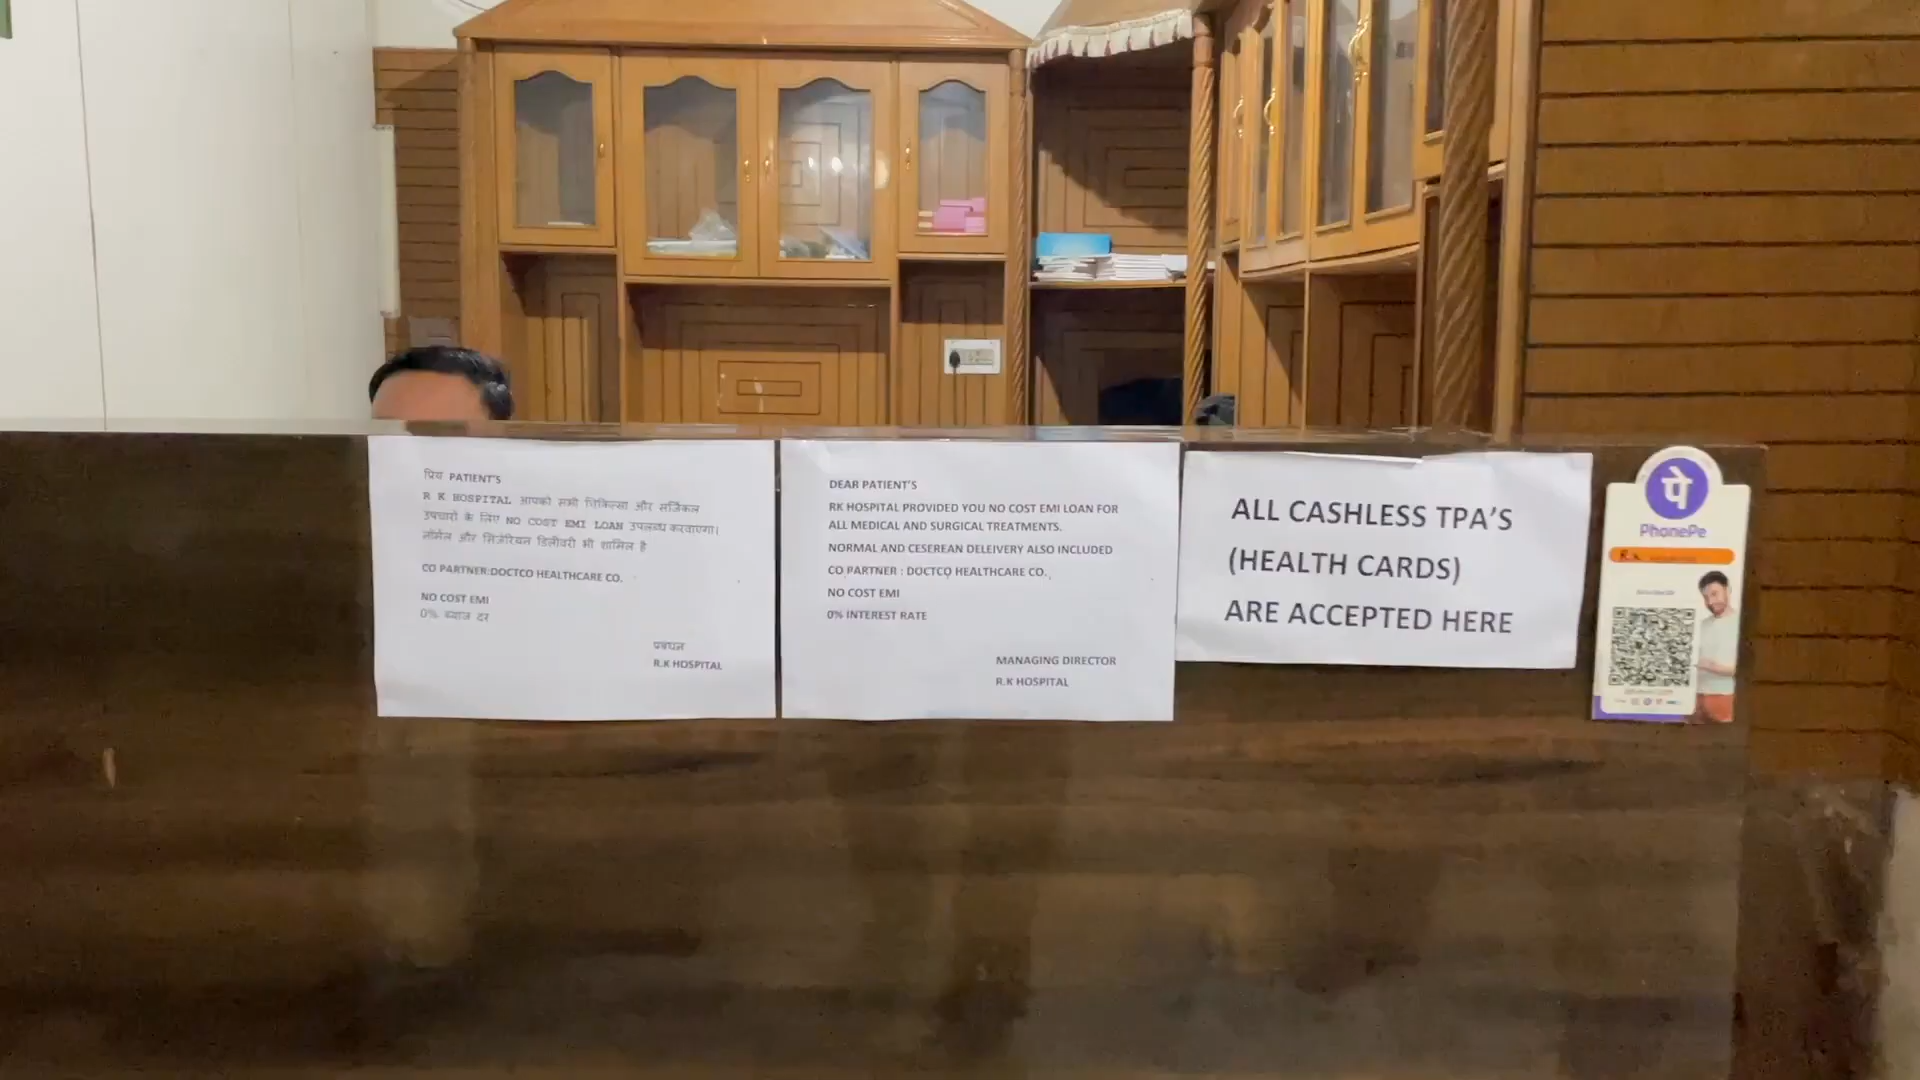 प्रिय PATIENT'S
R K HOSPITAL आपको सभी चिकित्सा और सर्जिकल
उपचारों के लिए NO COST EMI LOAN उपलब्ध करवाएगा।
नॉर्मल और सिजेरियन डिलीवरी भी शामिल है
CO PARTNER:DOCTCO HEALTHCARE CO.
NO COST EMI
0% ब्याज दर
प्रबंधन
R.K HOSPITAL
DEAR PATIENT'S
RK HOSPITAL PROVIDED YOU NO COST EMI LOAN FOR
ALL MEDICAL AND SURGICAL TREATMENTS.
NORMAL AND CESEREAN DELEIVERY ALSO INCLUDED
CO PARTNER : DOCTCO HEALTHCARE CO.
NO COST EMI
0% INTEREST RATE
MANAGING DIRECTOR
R.K HOSPITAL
ALL CASHLESS TPA'S
(HEALTH CARDS)
ARE ACCEPTED HERE
पे
PhonePe
R.K